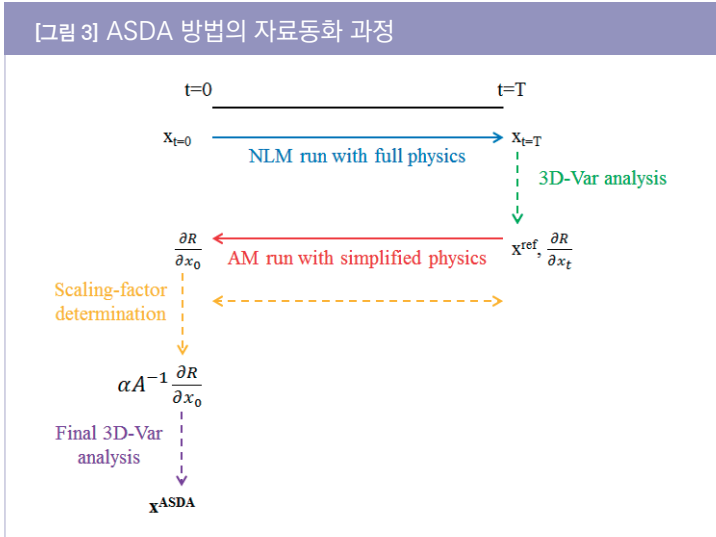 [그림 3] ASDA 방법의 자료동화 과정
t=0 t=T
x_{t=0} x_{t=T}
NLM run with full physics
3D-Var analysis
∂R/∂x_0 x^{ref}, ∂R/∂x_t
AM run with simplified physics
Scaling-factor
determination
αA^{-1} ∂R/∂x_0
Final 3D-Var
analysis
x^{ASDA}